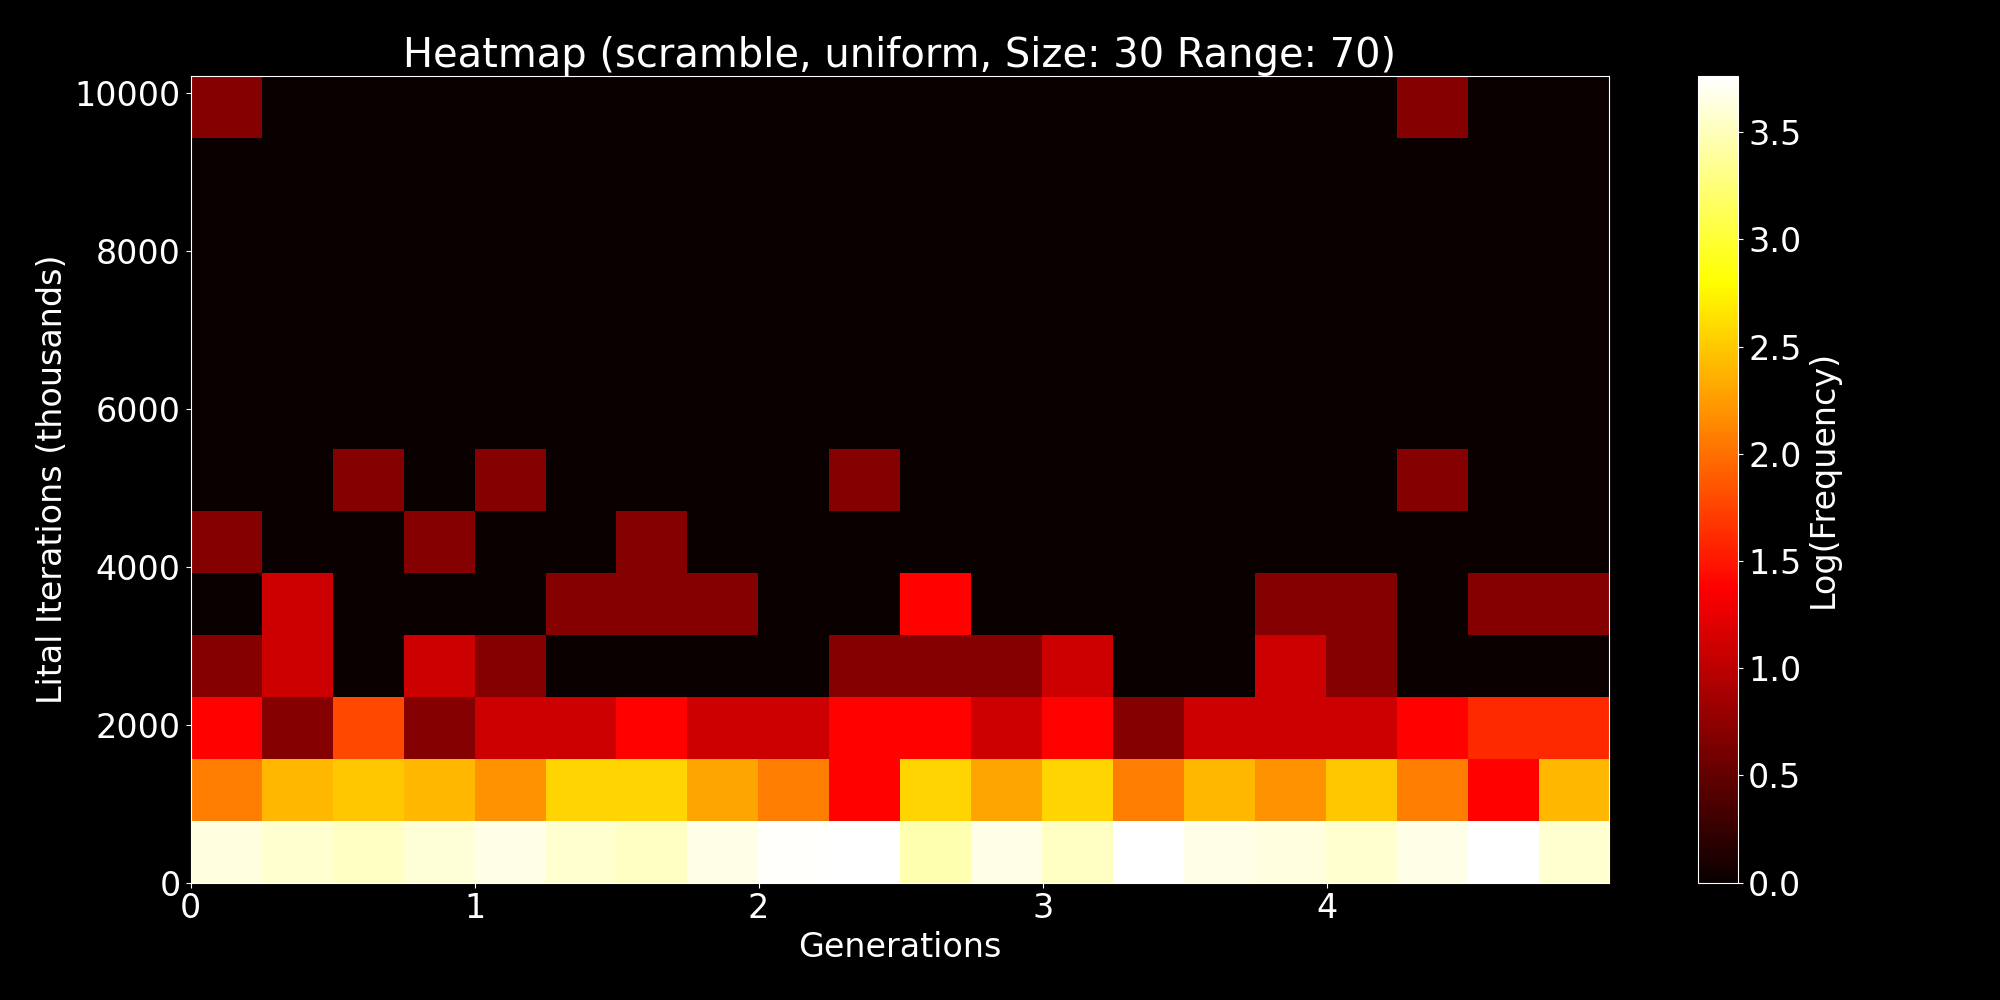 Heatmap (scramble, uniform, Size: 30 Range: 70)
10000
8000
6000
4000
2000
0
Lital Iterations (thousands)
0 1 2 3 4
Generations
3.5
3.0
2.5
2.0
1.5
1.0
0.5
0.0
Log(Frequency)